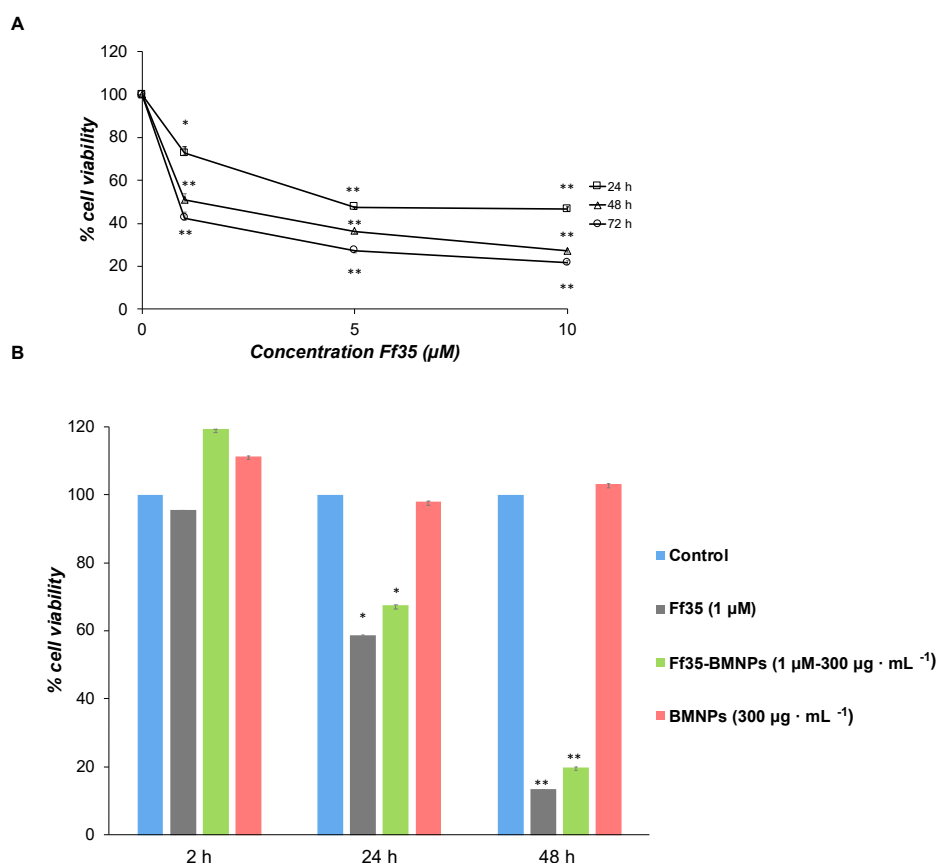 A
120
100
80
60
40
20
0
% cell viability
*
**
**
**
**
**
**
**
**
24 h
48 h
72 h
0 5 10
Concentration Ff35 (µM)
B
120
100
80
60
40
20
0
% cell viability
* *
** **
2 h 24 h 48 h
Control
Ff35 (1 µM)
Ff35-BMNPs (1 µM-300 µg · mL -1)
BMNPs (300 µg · mL -1)